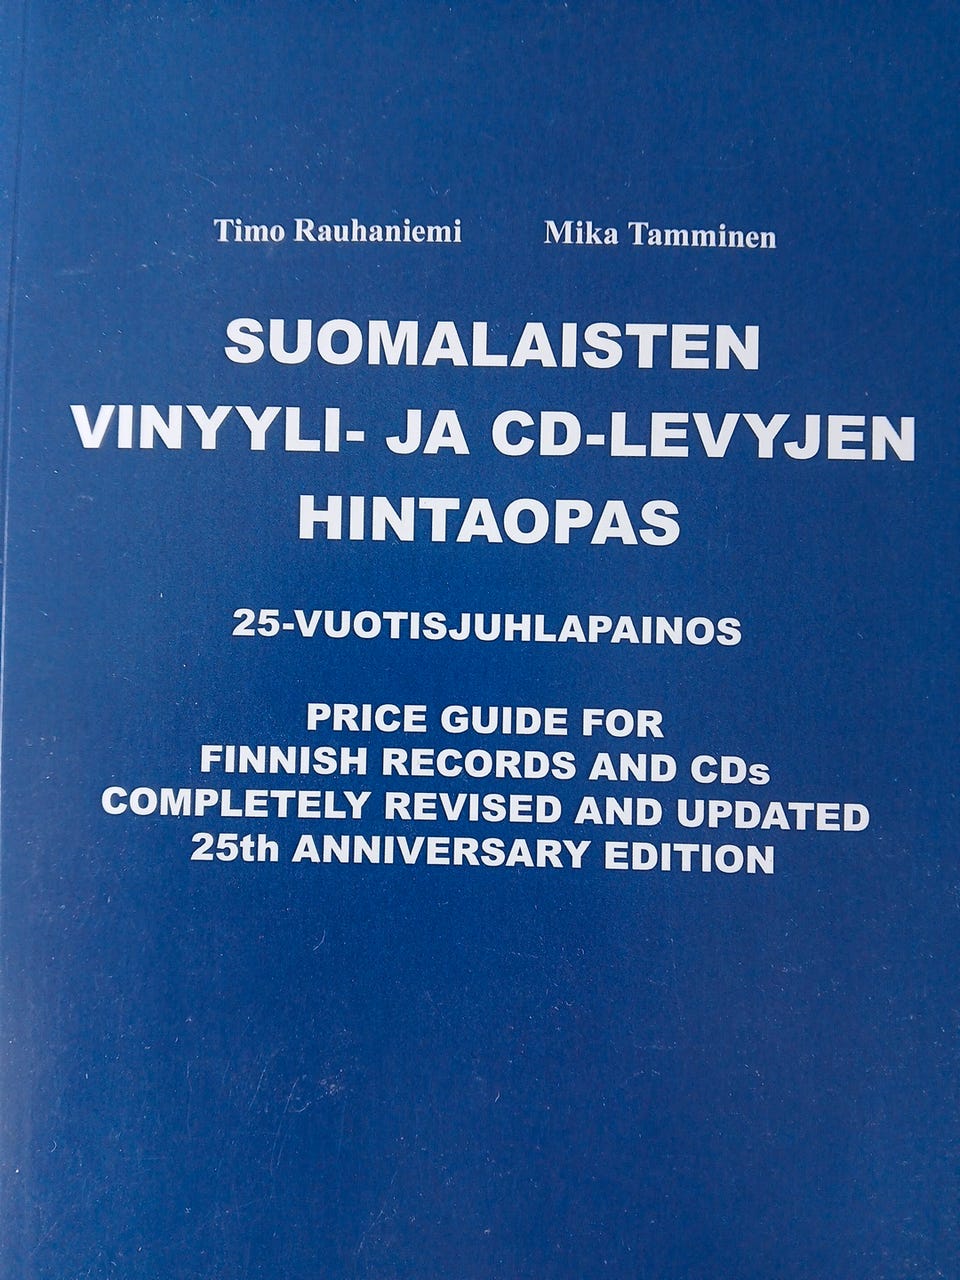 Timo Rauhaniemi Mika Tamminen
SUOMALAISTEN
VINYYLI- JA CD-LEVYJEN
HINTAOPAS
25-VUOTISJUHLAPAINOS
PRICE GUIDE FOR
FINNISH RECORDS AND CDs
COMPLETELY REVISED AND UPDATED
25th ANNIVERSARY EDITION